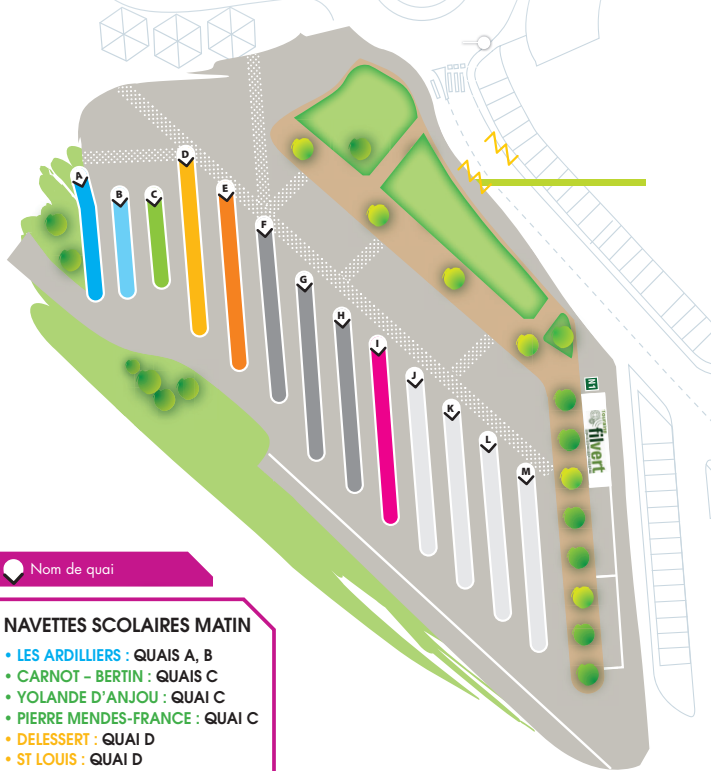 A
B
C
D
E
F
G
H
I
J
K
L
M
N1
filvert
Nom de quai
NAVETTES SCOLAIRES MATIN
• LES ARDILLIERS : QUAIS A, B
• CARNOT – BERTIN : QUAIS C
• YOLANDE D'ANJOU : QUAI C
• PIERRE MENDES-FRANCE : QUAI C
• DELESSERT : QUAI D
• ST LOUIS : QUAI D